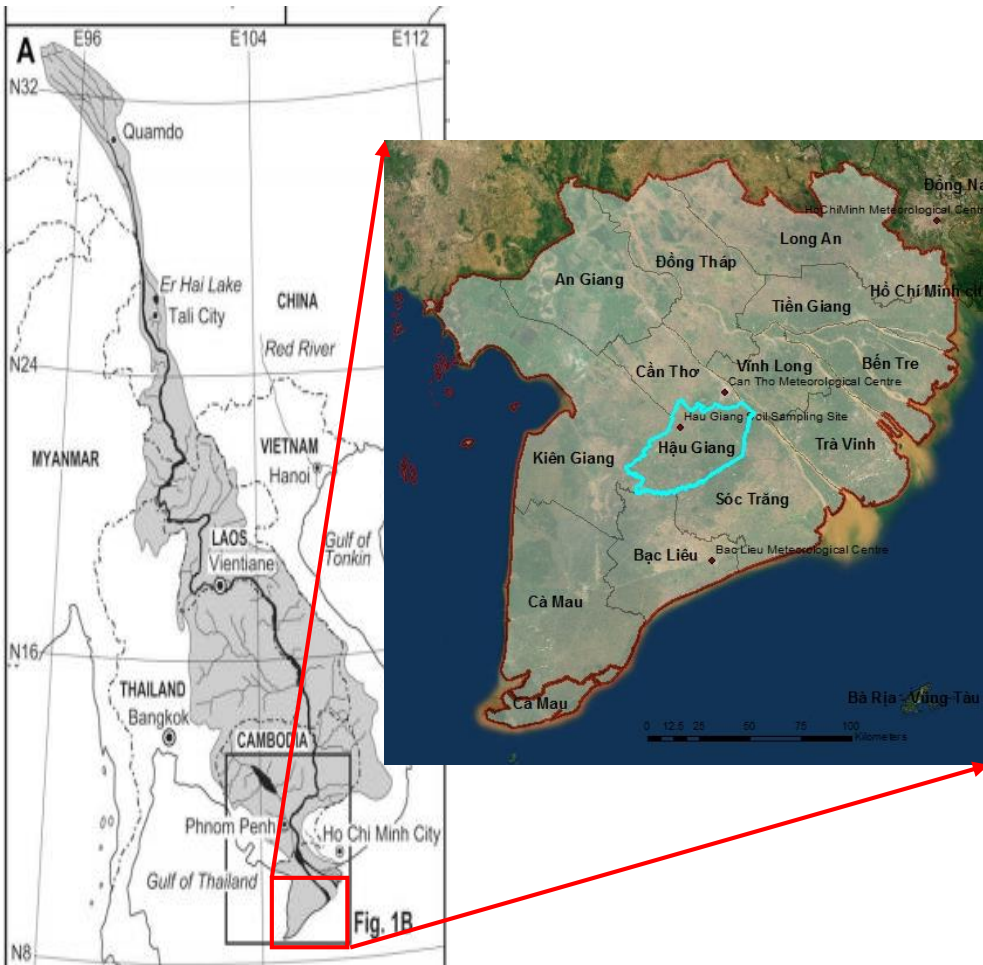 A
E96
E104
E112
N32
Quamdo
Er Hai Lake
Tali City
CHINA
Red River
N24
VIETNAM
Hanoi
MYANMAR
LAOS
Vientiane
Gulf of
Tonkin
N16
THAILAND
Bangkok
CAMBODIA
Phnom Penh
Ho Chi Minh City
Gulf of Thailand
Fig. 1B
N8
Đồng Na
HoChiMinh Meteorological Centr
Long An
Đồng Tháp
An Giang
Tiền Giang
Hồ Chí Minh cit
Cần Thơ
Vĩnh Long
Bến Tre
Can Tho Meteorological Centre
Hau Giang Soil Sampling Site
Hậu Giang
Trà Vinh
Kiên Giang
Sóc Trăng
Bạc Liêu
Bac Lieu Meteorological Centre
Cà Mau
Cà Mau
Bà Rịa - Vũng Tàu
0 12.5 25 50 75 100
Kilometers